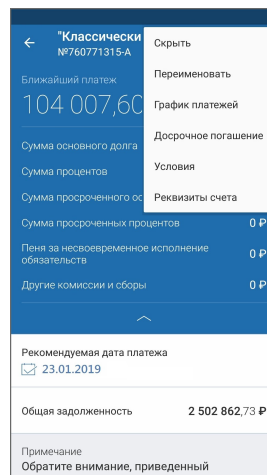 "Классически
№760771315-А
Скрыть
Переименовать
График платежей
Досрочное погашение
Условия
Реквизиты счета
Ближайший платеж
104 007,60
Сумма основного долга
Сумма процентов
Сумма просроченного ос
Сумма просроченных процентов 0 ₽
Пеня за несвоевременное исполнение
обязательств 0 ₽
Другие комиссии и сборы 0 ₽
Рекомендуемая дата платежа
23.01.2019
Общая задолженность 2 502 862,73 ₽
Примечание
Обратите внимание, приведенный